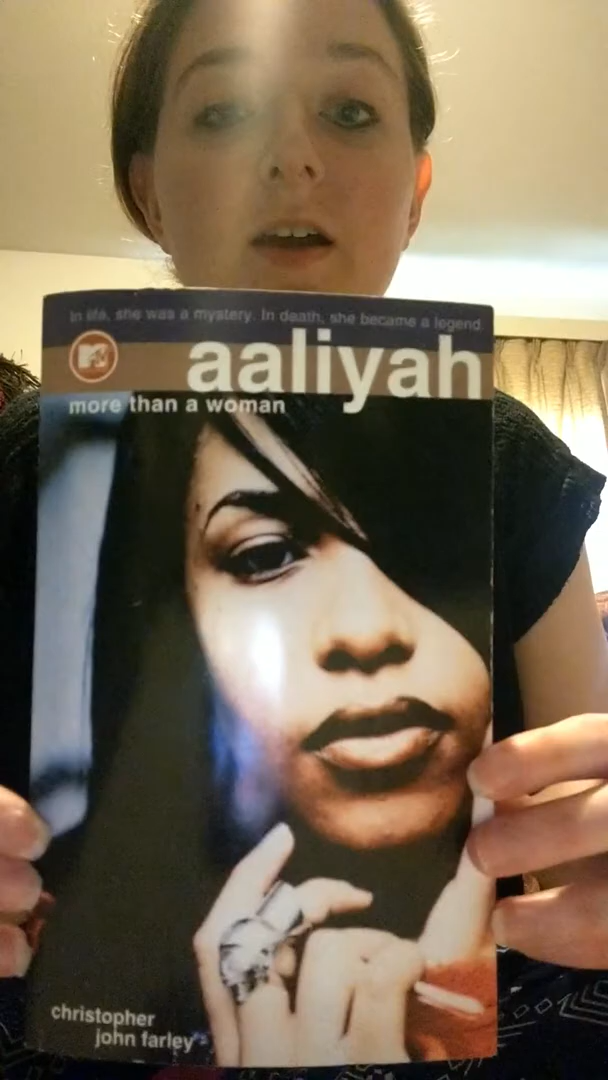 In life, she was a mystery. In death, she became a legend.
MTV
aaliyah
more than a woman
christopher
john farley